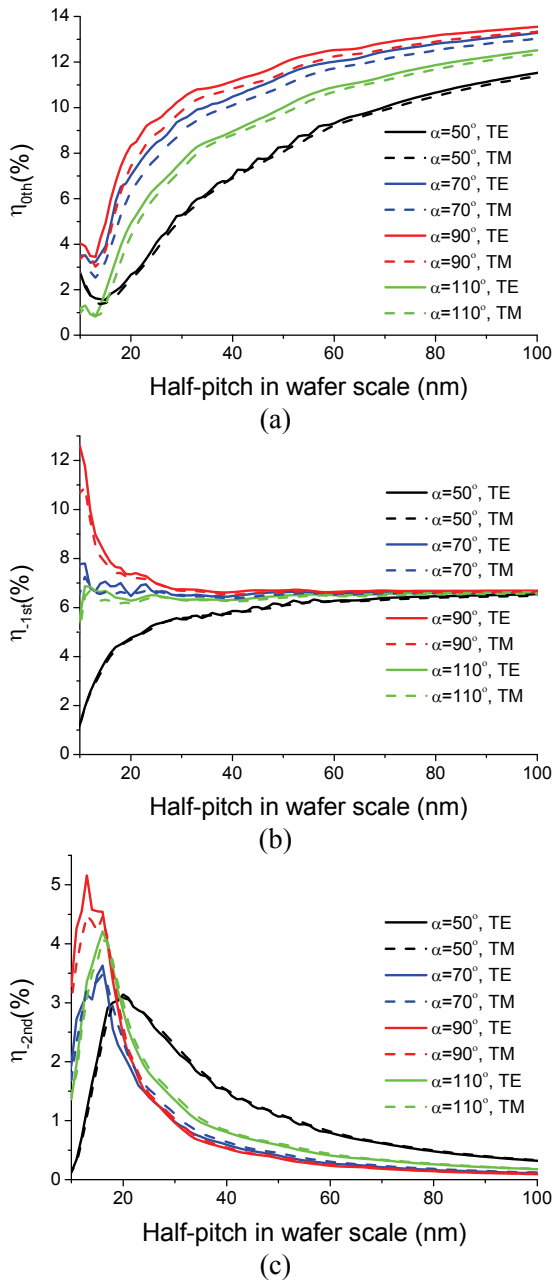 14
12
10
8
6
4
2
0
η0th(%)
α=50°, TE
α=50°, TM
α=70°, TE
α=70°, TM
α=90°, TE
α=90°, TM
α=110°, TE
α=110°, TM
20 40 60 80 100
Half-pitch in wafer scale (nm)
(a)
12
10
8
6
4
2
0
η-1st(%)
α=50°, TE
α=50°, TM
α=70°, TE
α=70°, TM
α=90°, TE
α=90°, TM
α=110°, TE
α=110°, TM
20 40 60 80 100
Half-pitch in wafer scale (nm)
(b)
5
4
3
2
1
0
η-2nd(%)
α=50°, TE
α=50°, TM
α=70°, TE
α=70°, TM
α=90°, TE
α=90°, TM
α=110°, TE
α=110°, TM
20 40 60 80 100
Half-pitch in wafer scale (nm)
(c)